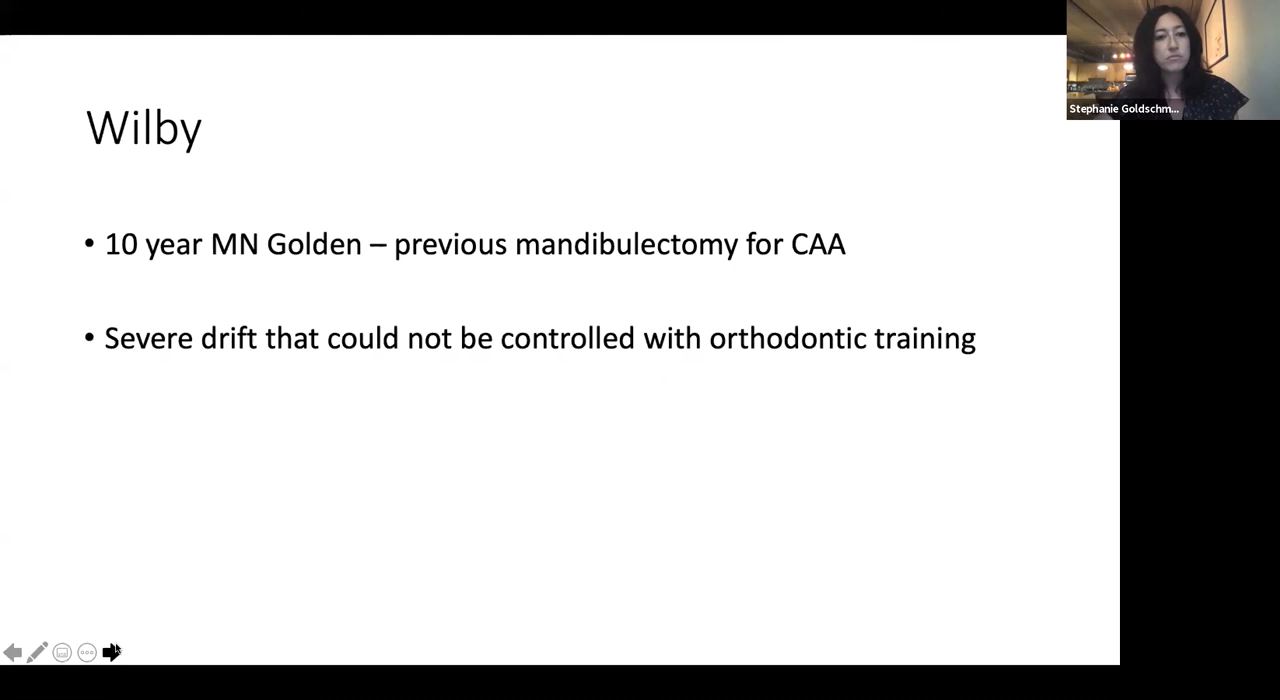 Wilby
• 10 year MN Golden – previous mandibulectomy for CAA
• Severe drift that could not be controlled with orthodontic training
Stephanie Goldschm...